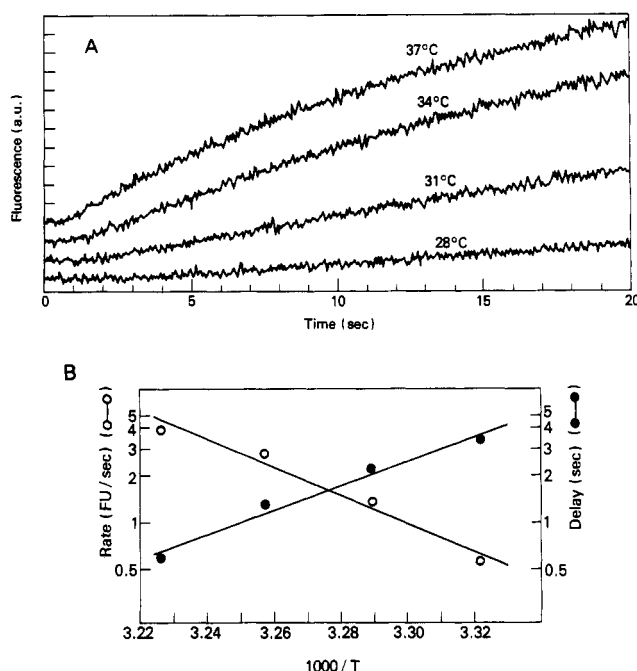 A
37°C
34°C
31°C
28°C
Fluorescence (a.u.)
0 5 10 15 20
Time (sec)
B
Rate (FU/sec) (○—○)
5
4
3
2
1
0.5
Delay (sec) (●—●)
5
4
3
2
1
0.5
3.22 3.24 3.26 3.28 3.30 3.32
1000/T